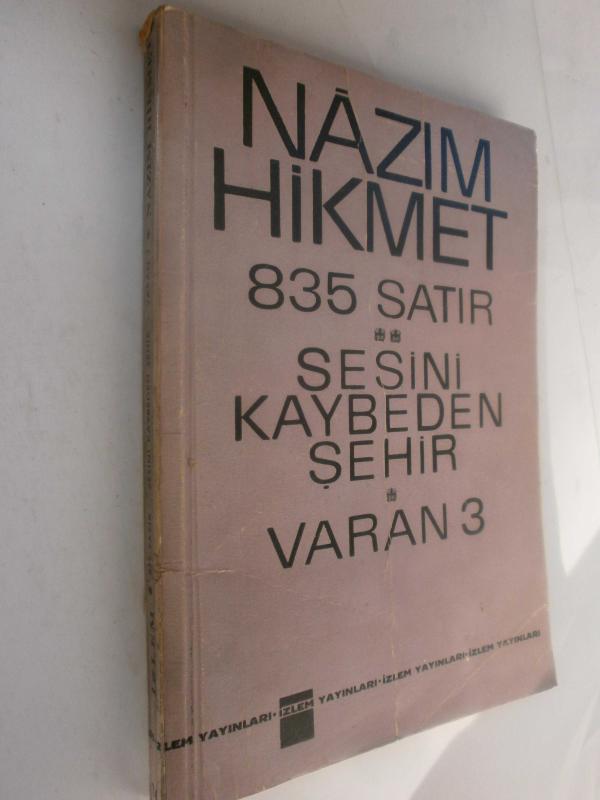 NÂZIM
HİKMET
835 SATIR
SESİNİ
KAYBEDEN
ŞEHİR
VARAN 3
İZLEM YAYINLARI·İZLEM YAYINLARI·İZLEM YAYINLARI·İZLEM YAYINLARI